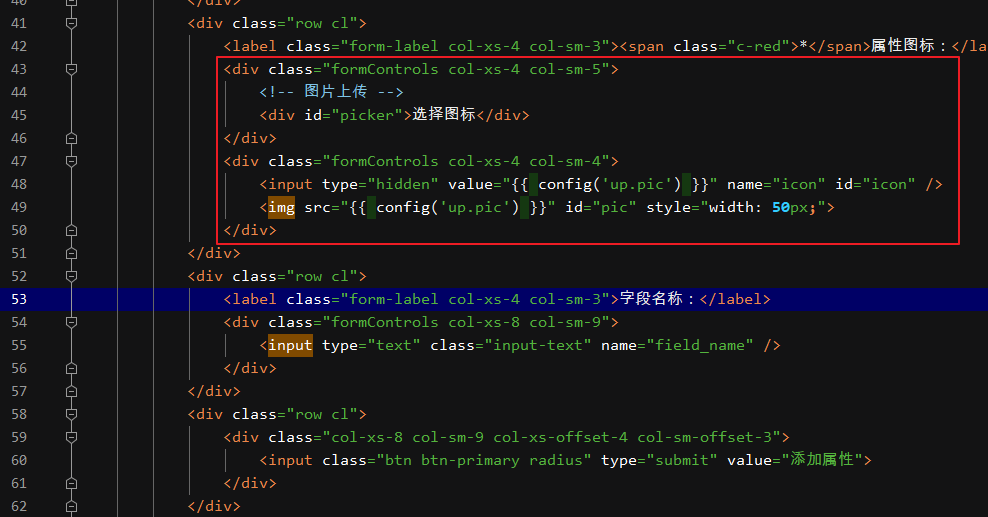 40 </div>
41 <div class="row cl">
42 <label class="form-label col-xs-4 col-sm-3"><span class="c-red">*</span>属性图标：</la
43 <div class="formControls col-xs-4 col-sm-5">
44 <!-- 图片上传 -->
45 <div id="picker">选择图标</div>
46 </div>
47 <div class="formControls col-xs-4 col-sm-4">
48 <input type="hidden" value="{{ config('up.pic') }}" name="icon" id="icon" />
49 <img src="{{ config('up.pic') }}" id="pic" style="width: 50px;">
50 </div>
51 </div>
52 <div class="row cl">
53 <label class="form-label col-xs-4 col-sm-3">字段名称：</label>
54 <div class="formControls col-xs-8 col-sm-9">
55 <input type="text" class="input-text" name="field_name" />
56 </div>
57 </div>
58 <div class="row cl">
59 <div class="col-xs-8 col-sm-9 col-xs-offset-4 col-sm-offset-3">
60 <input class="btn btn-primary radius" type="submit" value="添加属性">
61 </div>
62 </div>